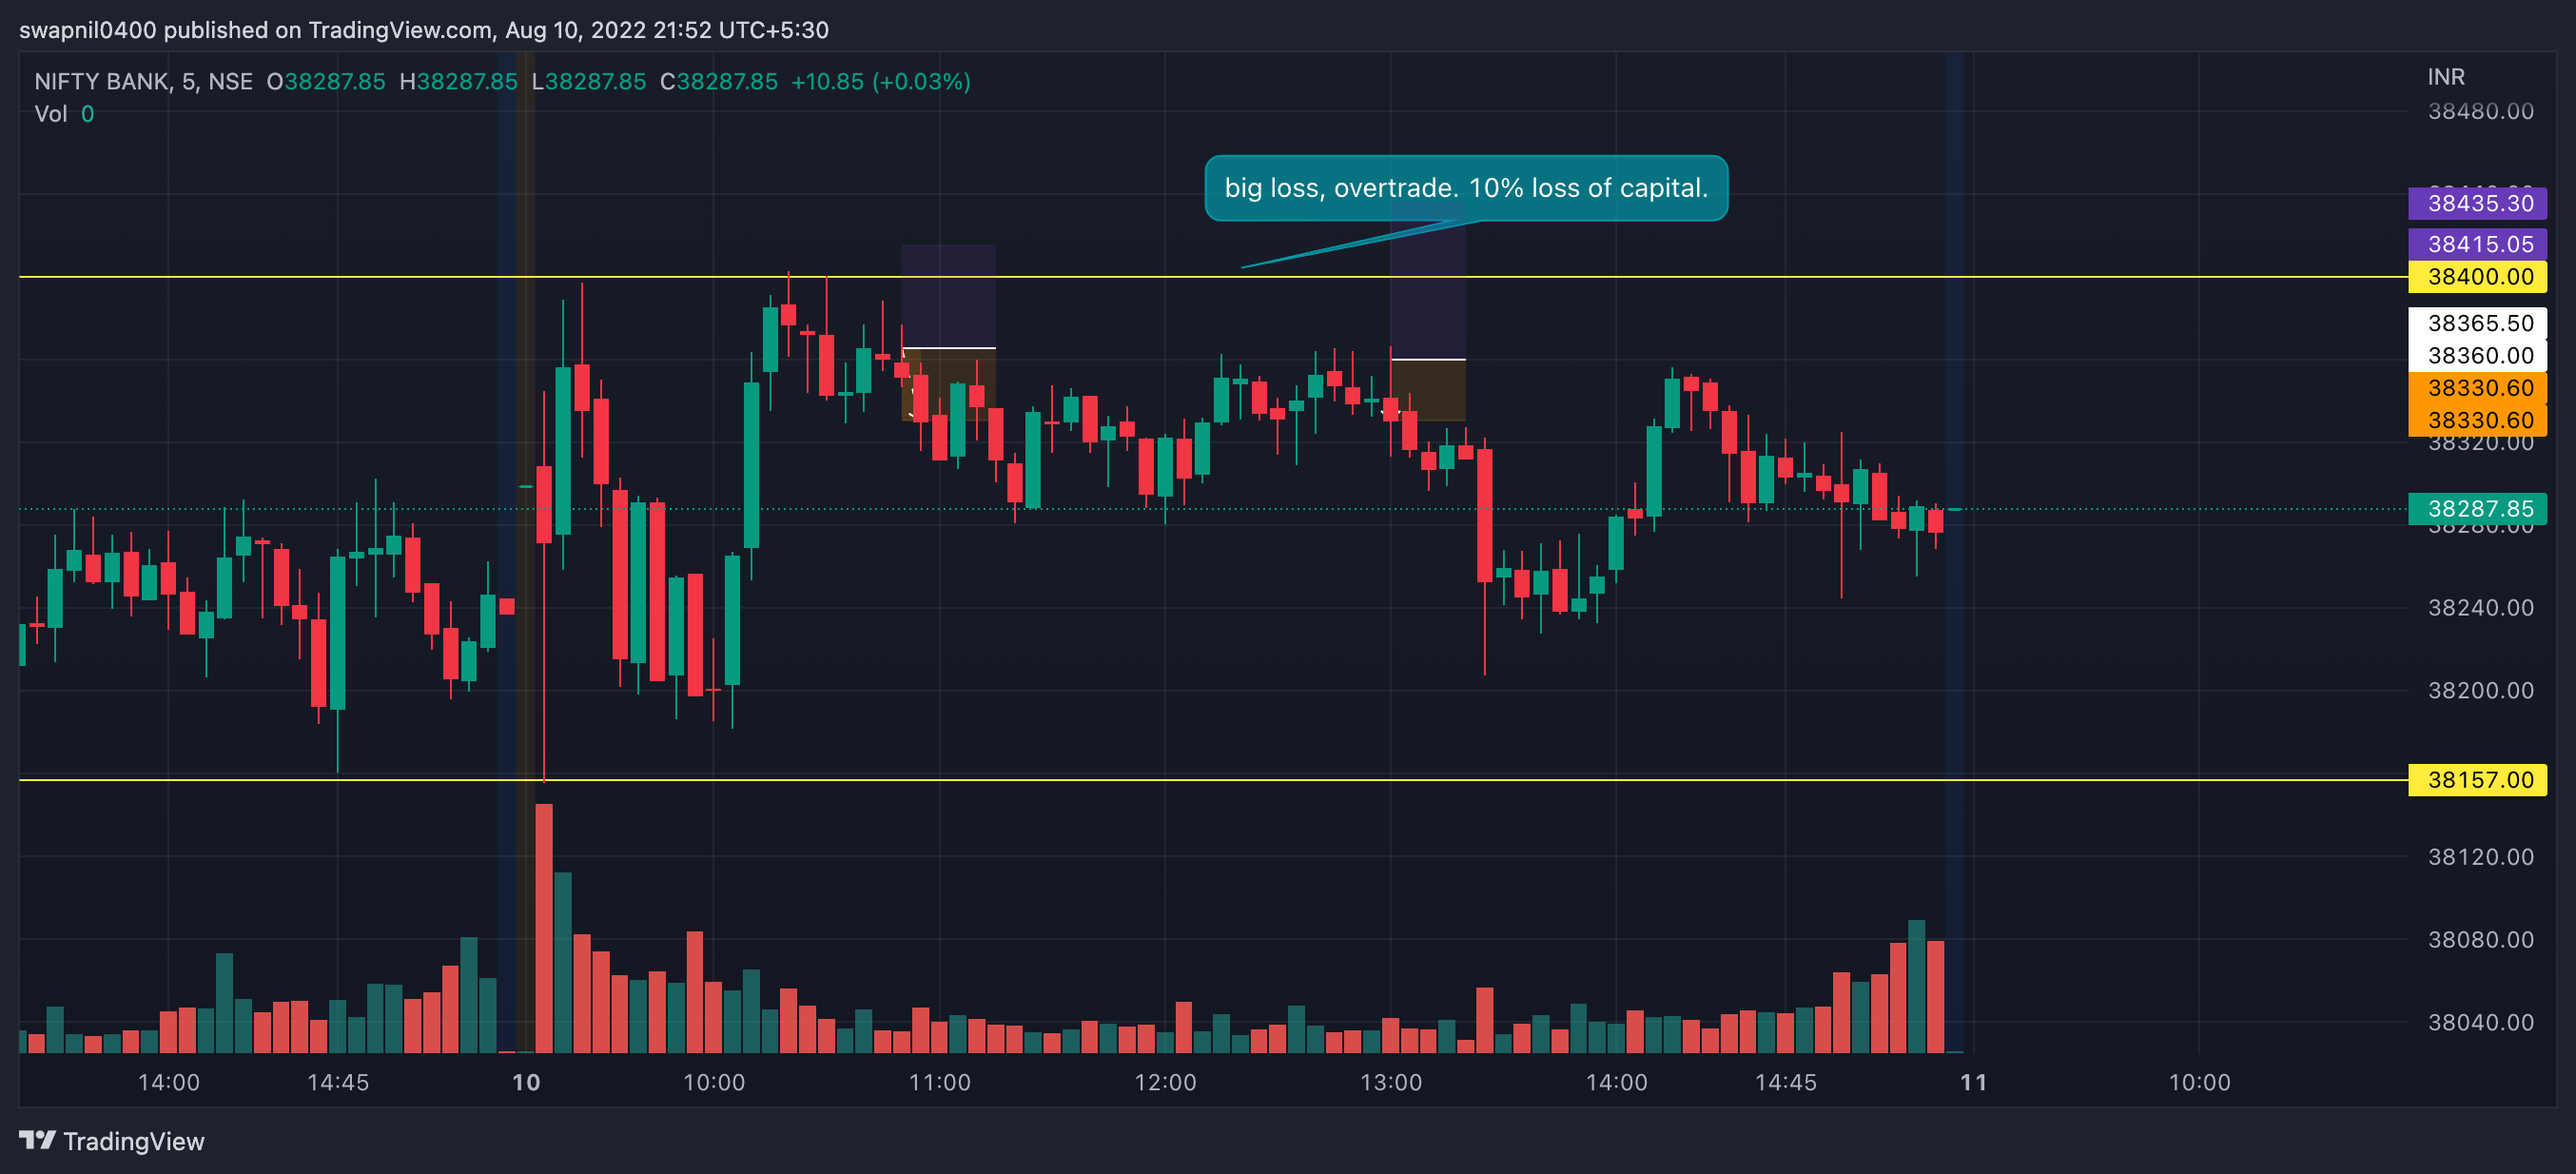 swapnil0400 published on TradingView.com, Aug 10, 2022 21:52 UTC+5:30
NIFTY BANK, 5, NSE O38287.85 H38287.85 L38287.85 C38287.85 +10.85 (+0.03%)
Vol 0
big loss, overtrade. 10% loss of capital.
INR
38480.00
38435.30
38415.05
38400.00
38365.50
38360.00
38330.60
38330.60
38320.00
38287.85
38280.00
38240.00
38200.00
38157.00
38120.00
38080.00
38040.00
14:00 14:45 10 10:00 11:00 12:00 13:00 14:00 14:45 11 10:00
TradingView